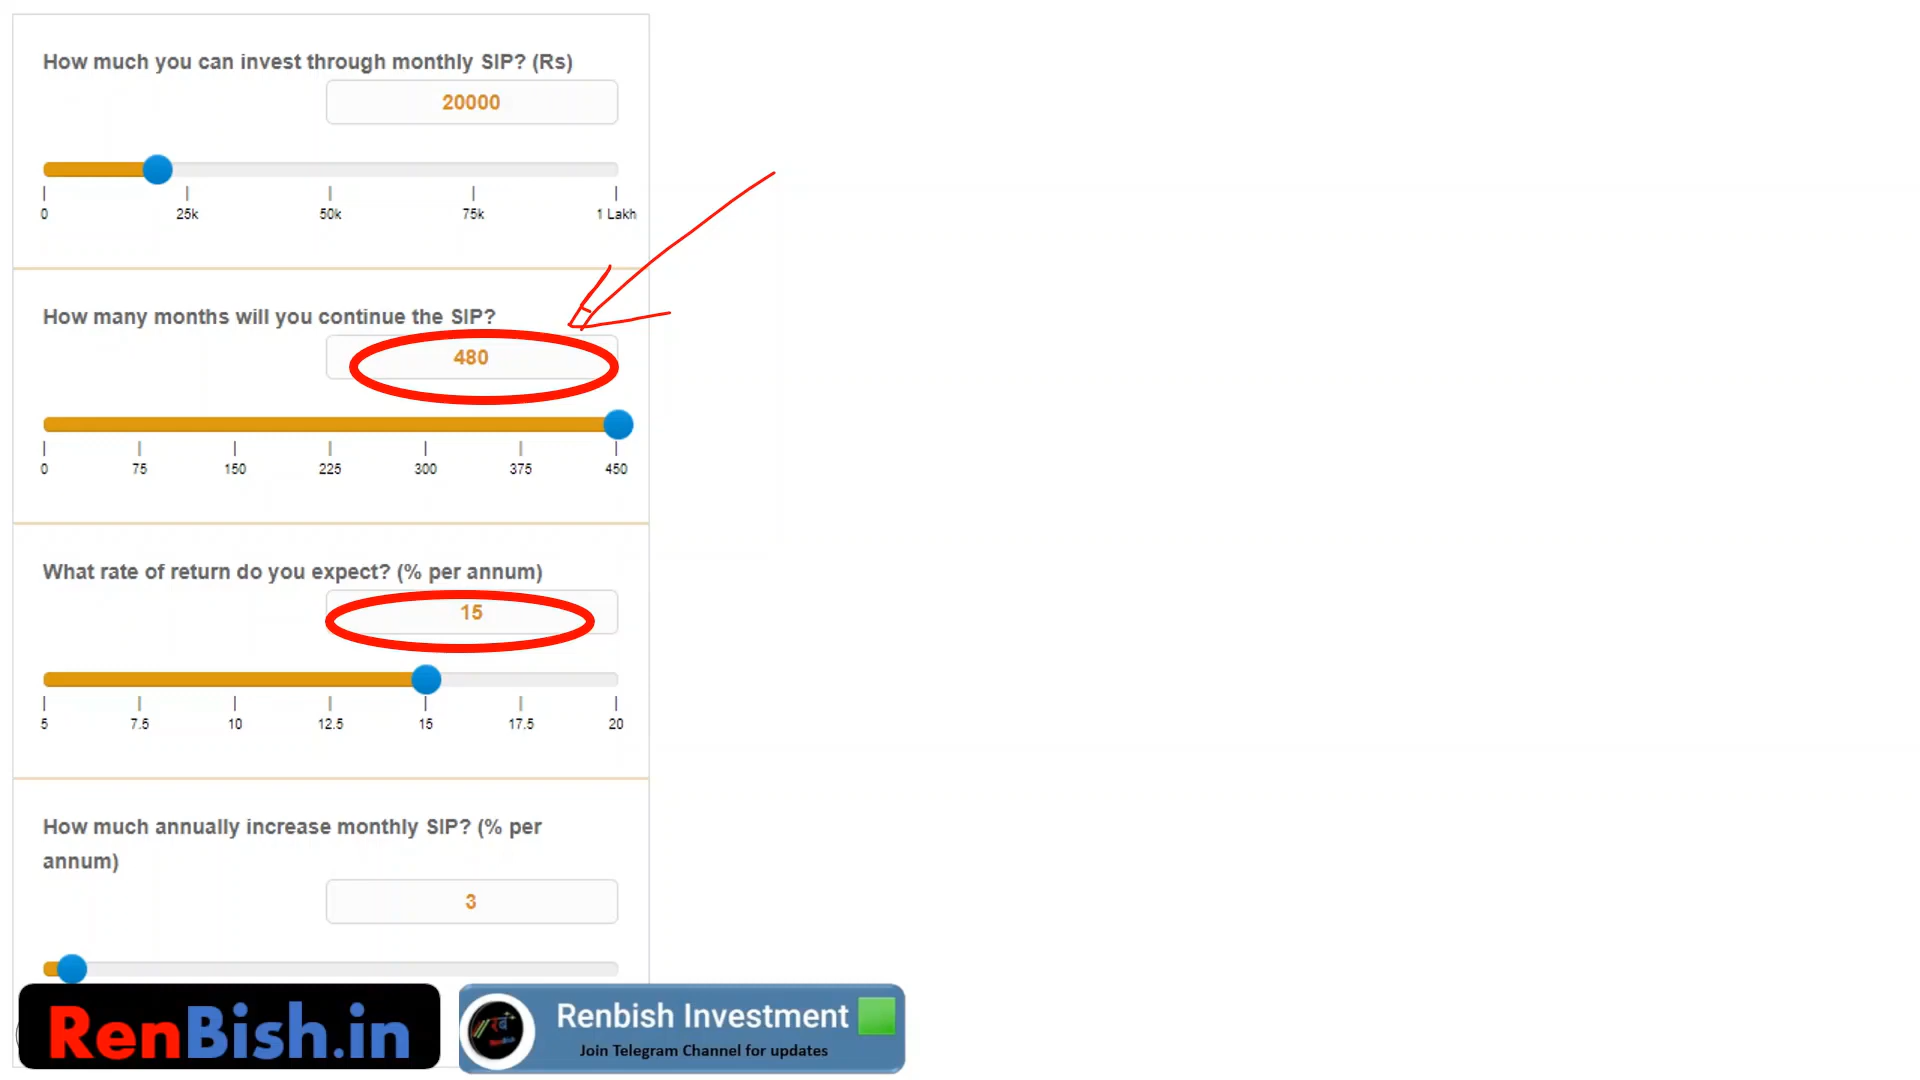 How much you can invest through monthly SIP? (Rs)
20000
0 25k 50k 75k 1 Lakh
How many months will you continue the SIP?
480
0 75 150 225 300 375 450
What rate of return do you expect? (% per annum)
15
5 7.5 10 12.5 15 17.5 20
How much annually increase monthly SIP? (% per
annum)
3
RenBish.in
Renbish Investment
Join Telegram Channel for updates